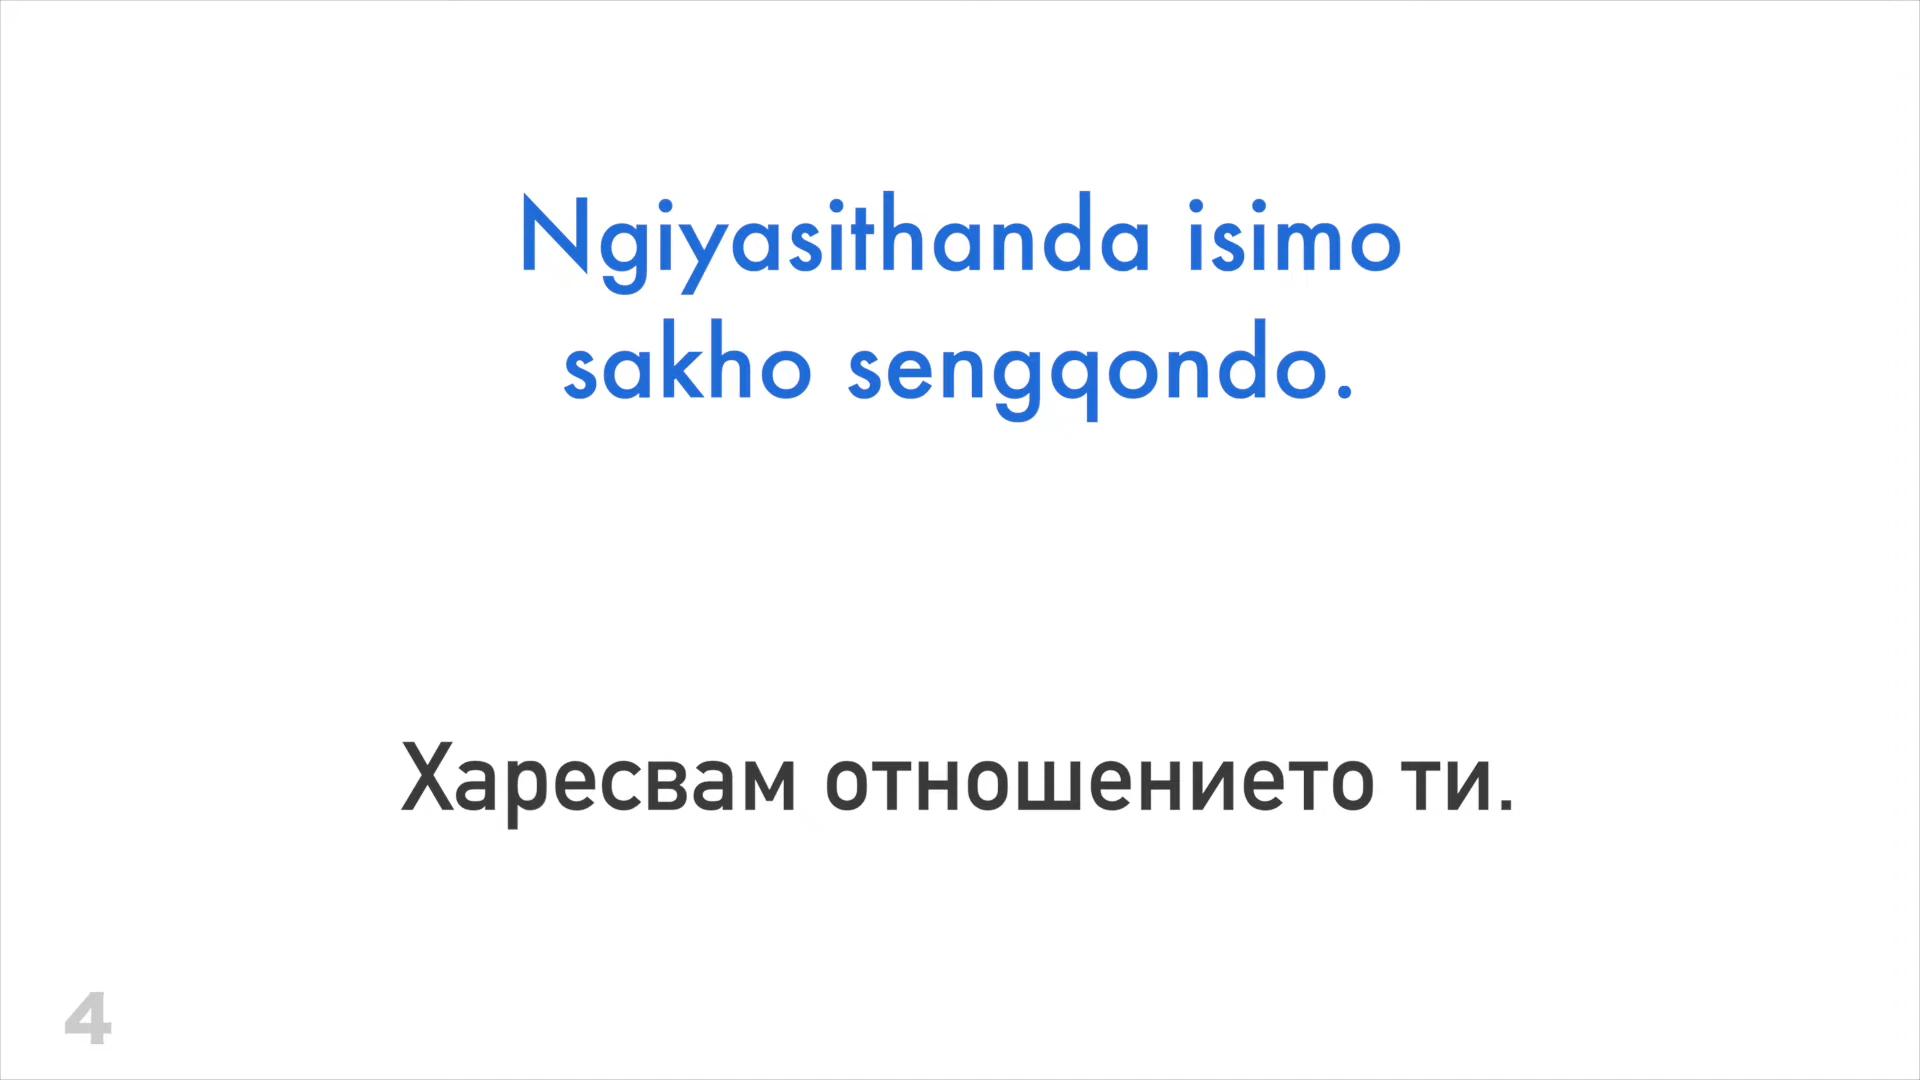 Ngiyasithanda isimo
sakho sengqondo.
Харесвам отношението ти.
4